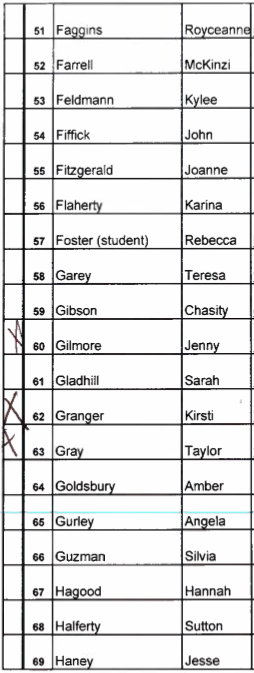 51 Faggins Royceanne
52 Farrell McKinzi
53 Feldmann Kylee
54 Fiffick John
55 Fitzgerald Joanne
56 Flaherty Karina
57 Foster (student) Rebecca
58 Garey Teresa
59 Gibson Chasity
X 60 Gilmore Jenny
61 Gladhill Sarah
X 62 Granger Kirsti
X 63 Gray Taylor
64 Goldsbury Amber
65 Gurley Angela
66 Guzman Silvia
67 Hagood Hannah
68 Halferty Sutton
69 Haney Jesse